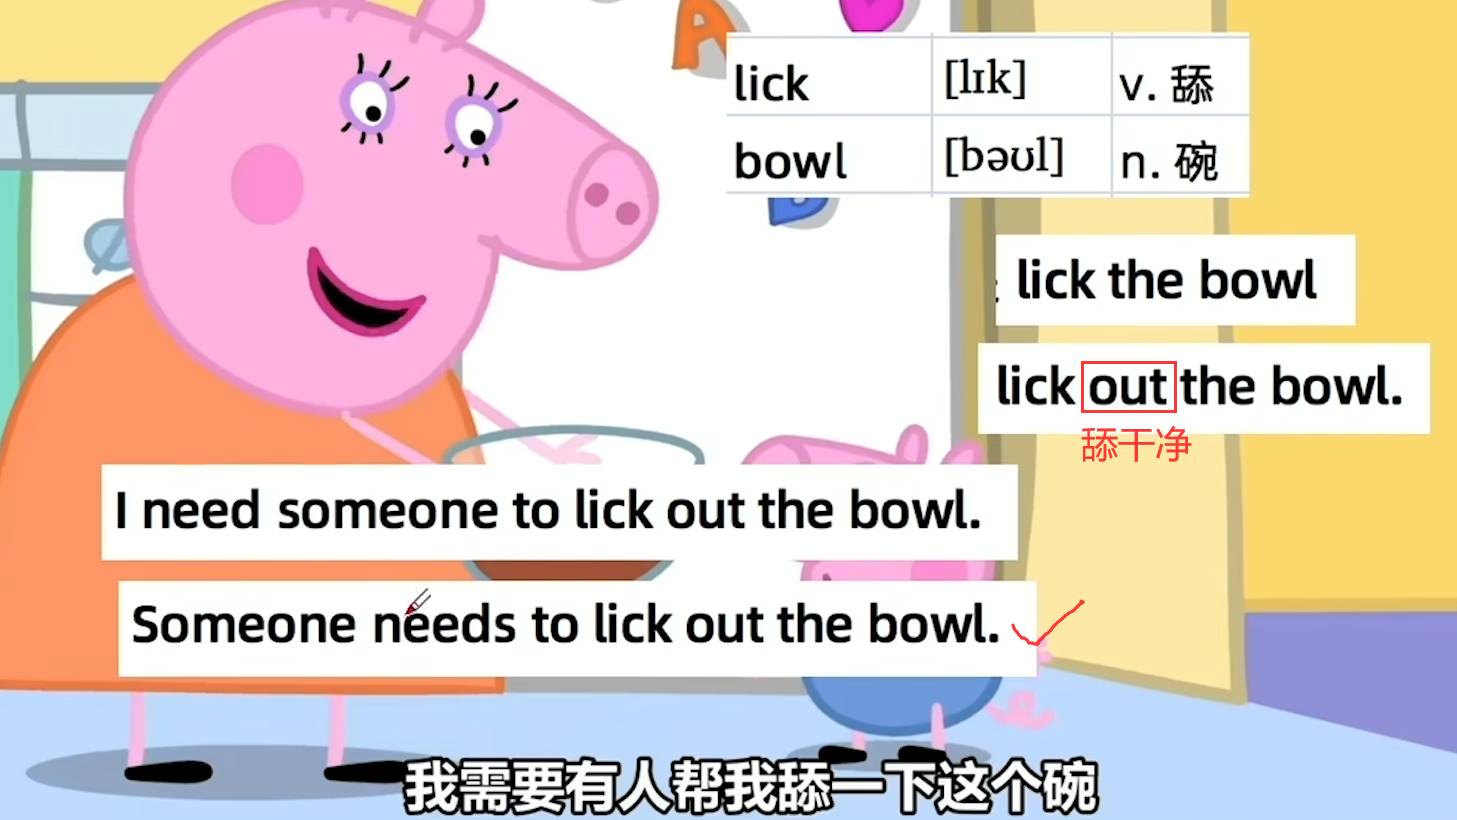 A
lick [lɪk] v. 舔
bowl [bəʊl] n. 碗
lick the bowl
lick out the bowl.
舔干净
I need someone to lick out the bowl.
Someone needs to lick out the bowl.
我需要有人帮我舔一下这个碗